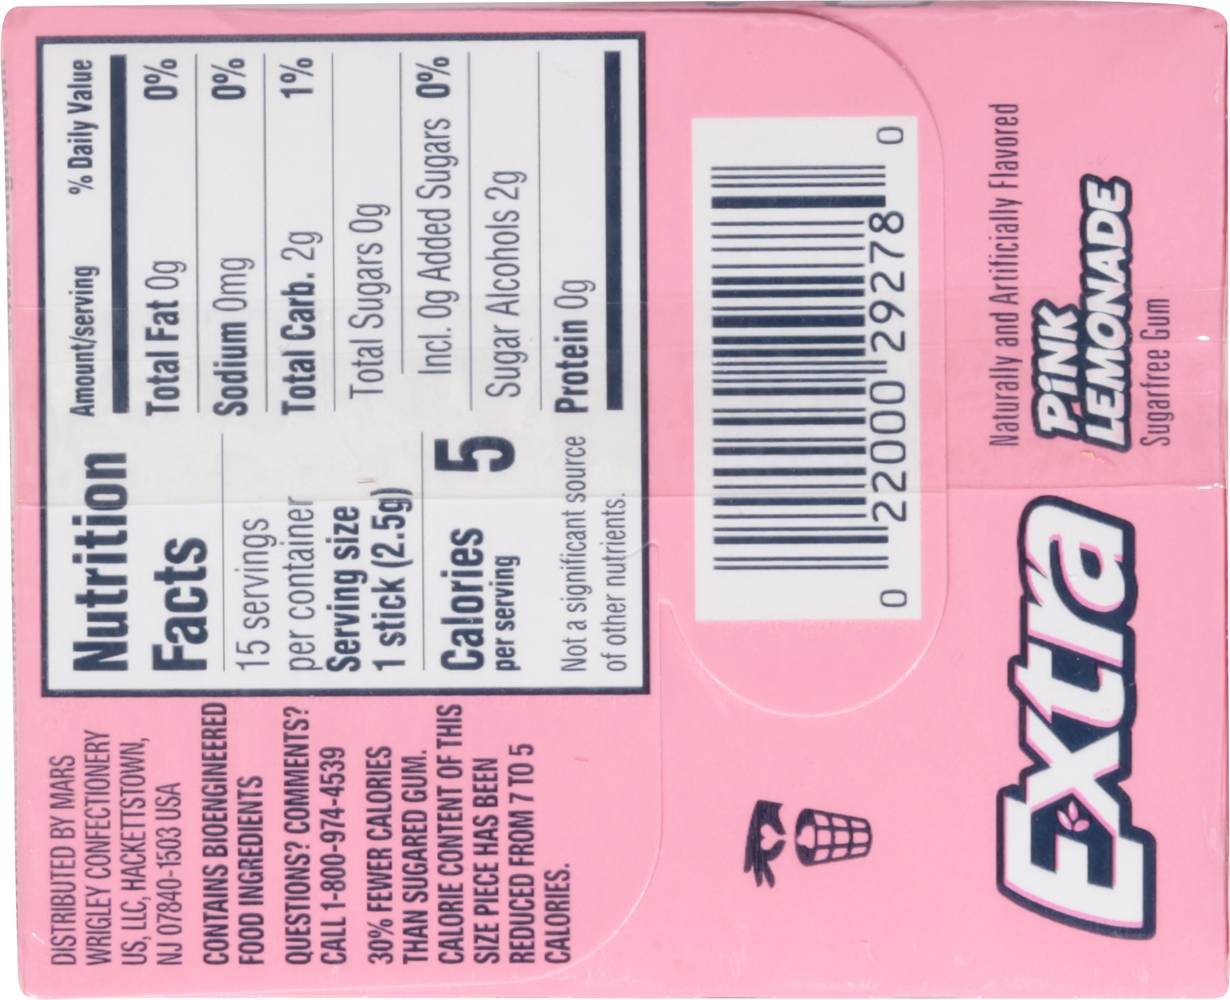 DISTRIBUTED BY MARS
WRIGLEY CONFECTIONERY
US, LLC, HACKETTSTOWN,
NJ 07840-1503 USA
CONTAINS BIOENGINEERED
FOOD INGREDIENTS
QUESTIONS? COMMENTS?
CALL 1-800-974-4539
30% FEWER CALORIES
THAN SUGARED GUM.
CALORIE CONTENT OF THIS
SIZE PIECE HAS BEEN
REDUCED FROM 7 TO 5
CALORIES.
Nutrition
Facts
15 servings
per container
Serving size
1 stick (2.5g)
Calories 5
per serving
Not a significant source
of other nutrients.
Amount/serving % Daily Value
Total Fat 0g 0%
Sodium 0mg 0%
Total Carb. 2g 1%
Total Sugars 0g
Incl. 0g Added Sugars 0%
Sugar Alcohols 2g
Protein 0g
0 22000 29278 0
Extra
Naturally and Artificially Flavored
PiNK
LEMONADE
Sugarfree Gum